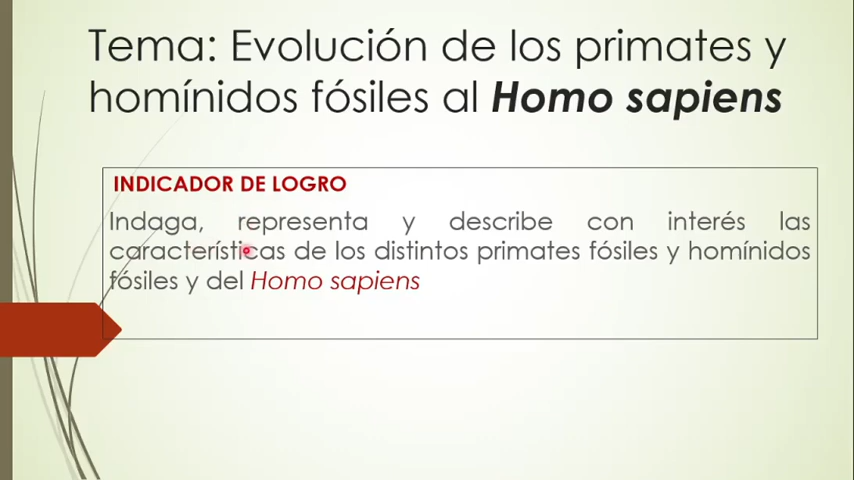 Tema: Evolución de los primates y
homínidos fósiles al Homo sapiens
INDICADOR DE LOGRO
Indaga, representa y describe con interés las
características de los distintos primates fósiles y homínidos
fósiles y del Homo sapiens